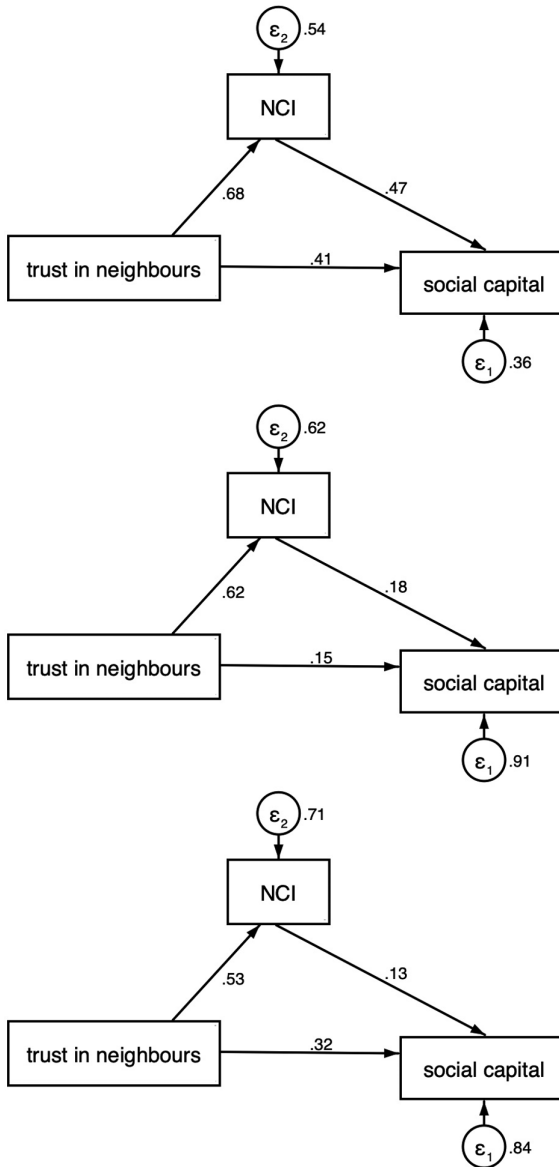 ε2 .54
NCI
.68 .47
trust in neighbours .41 social capital
ε1 .36
ε2 .62
NCI
.62 .18
trust in neighbours .15 social capital
ε1 .91
ε2 .71
NCI
.53 .13
trust in neighbours .32 social capital
ε1 .84